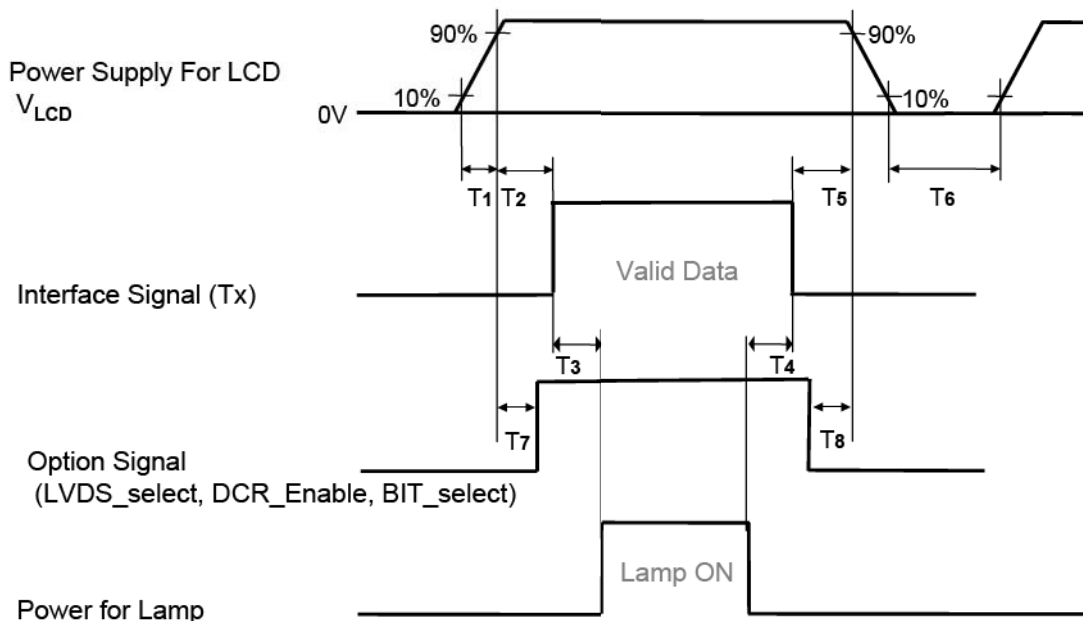 90%
90%
Power Supply For LCD
VLCD
10%
10%
0V
T1
T2
T5
T6
Valid Data
Interface Signal (Tx)
T3
T4
T7
T8
Option Signal
(LVDS_select, DCR_Enable, BIT_select)
Lamp ON
Power for Lamp